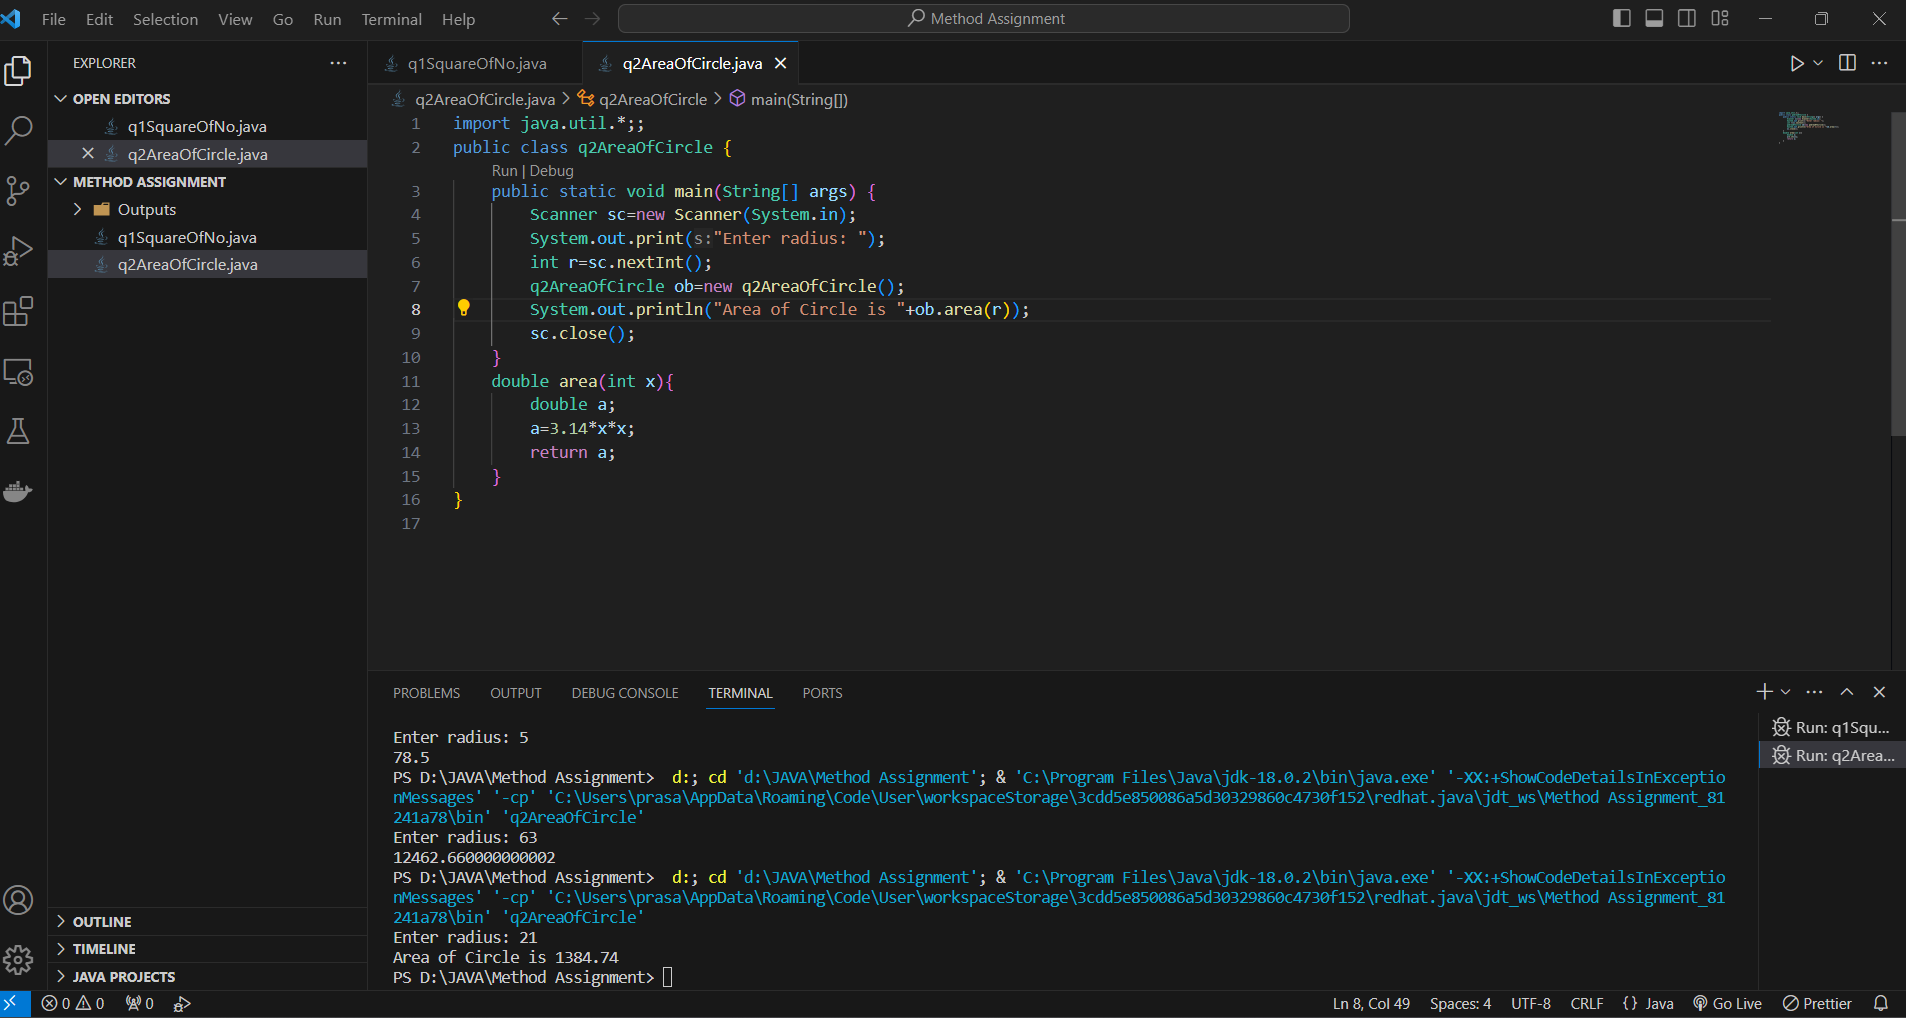 File Edit Selection View Go Run Terminal Help
Method Assignment
EXPLORER
OPEN EDITORS
q1SquareOfNo.java
q2AreaOfCircle.java
METHOD ASSIGNMENT
Outputs
q1SquareOfNo.java
q2AreaOfCircle.java
OUTLINE
TIMELINE
JAVA PROJECTS
q1SquareOfNo.java q2AreaOfCircle.java
q2AreaOfCircle.java > q2AreaOfCircle > main(String[])
1 import java.util.*;;
2 public class q2AreaOfCircle {
Run | Debug
3 public static void main(String[] args) {
4 Scanner sc=new Scanner(System.in);
5 System.out.print(s:"Enter radius: ");
6 int r=sc.nextInt();
7 q2AreaOfCircle ob=new q2AreaOfCircle();
8 System.out.println("Area of Circle is "+ob.area(r));
9 sc.close();
10 }
11 double area(int x){
12 double a;
13 a=3.14*x*x;
14 return a;
15 }
16 }
17
PROBLEMS OUTPUT DEBUG CONSOLE TERMINAL PORTS
Enter radius: 5
78.5
PS D:\JAVA\Method Assignment>  d:; cd 'd:\JAVA\Method Assignment'; & 'C:\Program Files\Java\jdk-18.0.2\bin\java.exe' '-XX:+ShowCodeDetailsInExceptio
nMessages' '-cp' 'C:\Users\prasa\AppData\Roaming\Code\User\workspaceStorage\3cdd5e850086a5d30329860c4730f152\redhat.java\jdt_ws\Method Assignment_81
241a78\bin' 'q2AreaOfCircle'
Enter radius: 63
12462.660000000002
PS D:\JAVA\Method Assignment>  d:; cd 'd:\JAVA\Method Assignment'; & 'C:\Program Files\Java\jdk-18.0.2\bin\java.exe' '-XX:+ShowCodeDetailsInExceptio
nMessages' '-cp' 'C:\Users\prasa\AppData\Roaming\Code\User\workspaceStorage\3cdd5e850086a5d30329860c4730f152\redhat.java\jdt_ws\Method Assignment_81
241a78\bin' 'q2AreaOfCircle'
Enter radius: 21
Area of Circle is 1384.74
PS D:\JAVA\Method Assignment>
Run: q1Squ...
Run: q2Area...
0 0 0
Ln 8, Col 49 Spaces: 4 UTF-8 CRLF {} Java Go Live Prettier